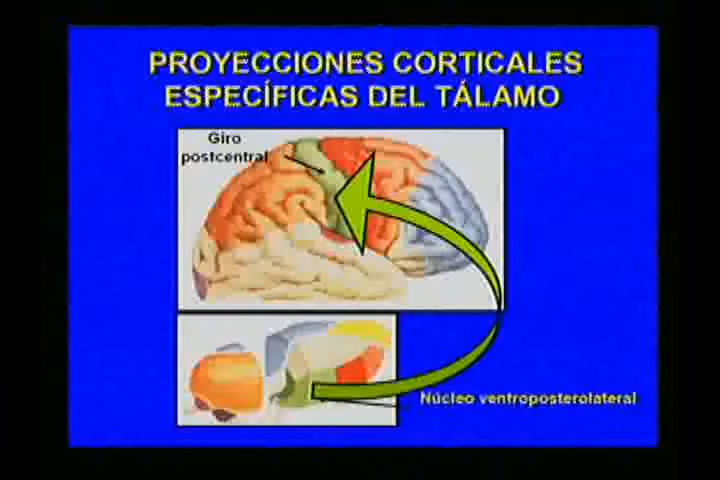 PROYECCIONES CORTICALES
ESPECÍFICAS DEL TÁLAMO
Giro
postcentral
Núcleo ventroposterolateral